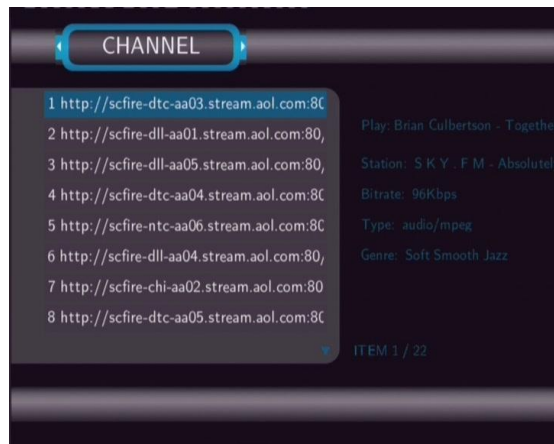 CHANNEL
1 http://scfire-dtc-aa03.stream.aol.com:80
2 http://scfire-dll-aa01.stream.aol.com:80,
3 http://scfire-dll-aa05.stream.aol.com:80,
4 http://scfire-dtc-aa04.stream.aol.com:80
5 http://scfire-ntc-aa06.stream.aol.com:80
6 http://scfire-dll-aa04.stream.aol.com:80,
7 http://scfire-chi-aa02.stream.aol.com:80
8 http://scfire-dtc-aa05.stream.aol.com:80
Play: Brian Culbertson - Togethe
Station: S K Y . F M - Absolutel
Bitrate: 96Kbps
Type: audio/mpeg
Genre: Soft Smooth Jazz
ITEM 1 / 22